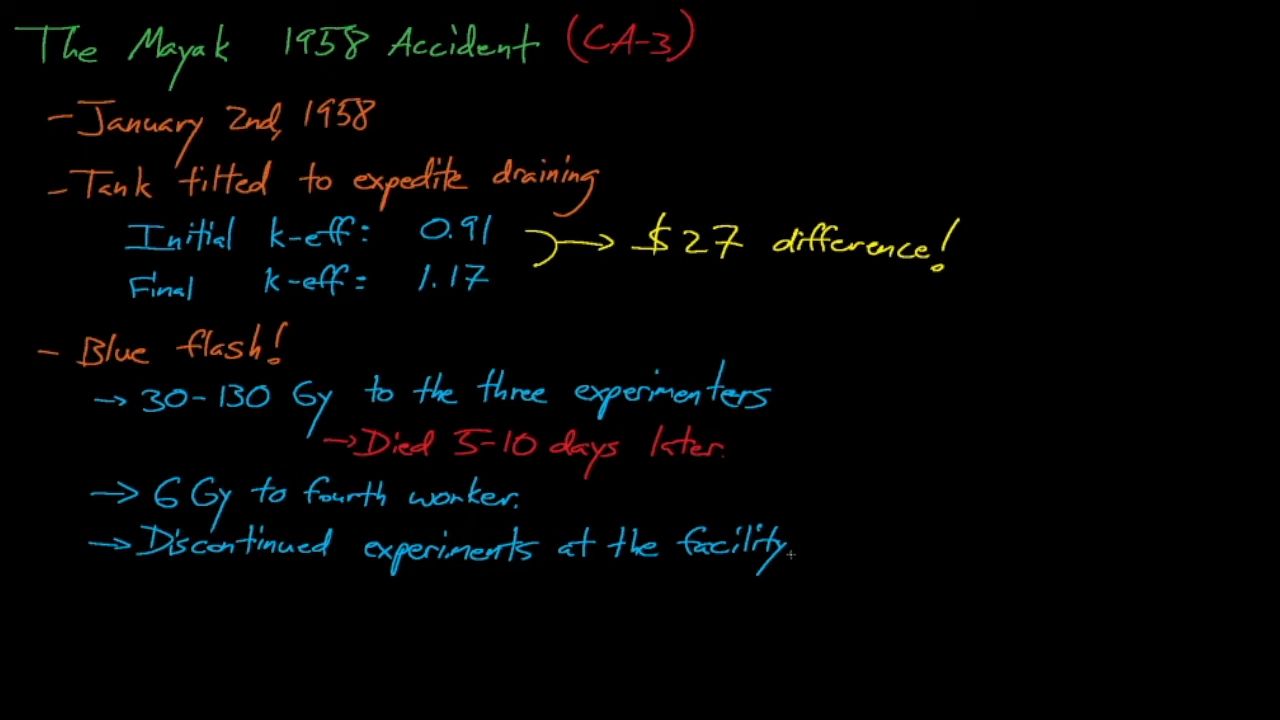 The Mayak 1958 Accident (CA-3)
- January 2nd, 1958
- Tank tilted to expedite draining
Initial k-eff: 0.91
Final k-eff: 1.17
→ $27 difference!
- Blue flash!
→ 30-130 Gy to the three experimenters
→ Died 5-10 days later.
→ 6 Gy to fourth worker.
→ Discontinued experiments at the facility